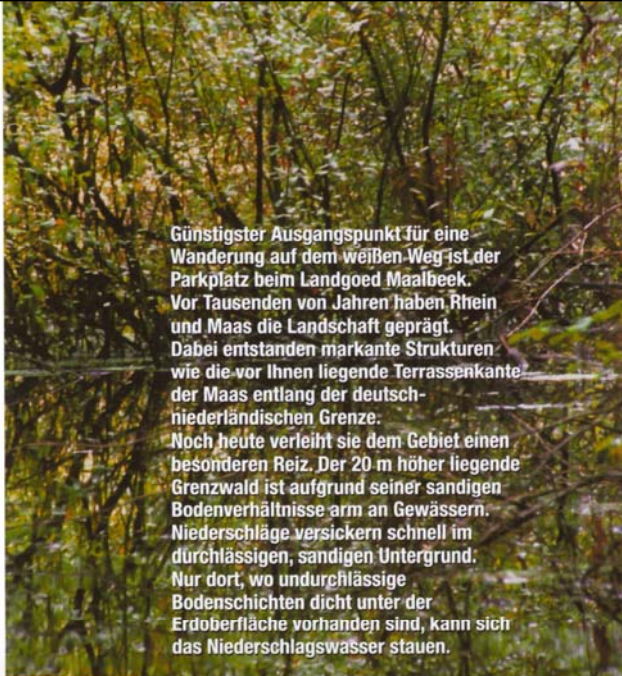 Günstigster Ausgangspunkt für eine
Wanderung auf dem weißen Weg ist der
Parkplatz beim Landgoed Maalbeek.
Vor Tausenden von Jahren haben Rhein
und Maas die Landschaft geprägt.
Dabei entstanden markante Strukturen
wie die vor Ihnen liegende Terrassenkante
der Maas entlang der deutsch-
niederländischen Grenze.
Noch heute verleiht sie dem Gebiet einen
besonderen Reiz. Der 20 m höher liegende
Grenzwald ist aufgrund seiner sandigen
Bodenverhältnisse arm an Gewässern.
Niederschläge versickern schnell im
durchlässigen, sandigen Untergrund.
Nur dort, wo undurchlässige
Bodenschichten dicht unter der
Erdoberfläche vorhanden sind, kann sich
das Niederschlagswasser stauen.